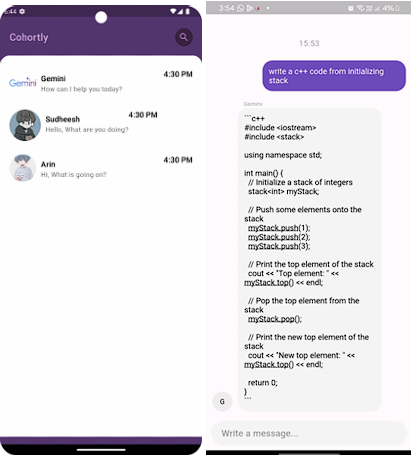 6:44
Cohortly
Gemini
Gemini
4:30 PM
How can I help you today?
Sudheesh
4:30 PM
Hello, What are you doing?
Arin
4:30 PM
Hi, What is going on?
3:54
4%
15:53
write a c++ code from initializing
stack
Gemini
```c++
#include <iostream>
#include <stack>
using namespace std;
int main() {
// Initialize a stack of integers
stack<int> myStack;
// Push some elements onto the
stack
myStack.push(1);
myStack.push(2);
myStack.push(3);
// Print the top element of the stack
cout << "Top element: " <<
myStack.top() << endl;
// Pop the top element from the
stack
myStack.pop();
// Print the new top element of the
stack
cout << "New top element: " <<
myStack.top() << endl;
return 0;
}
```
G
Write a message...